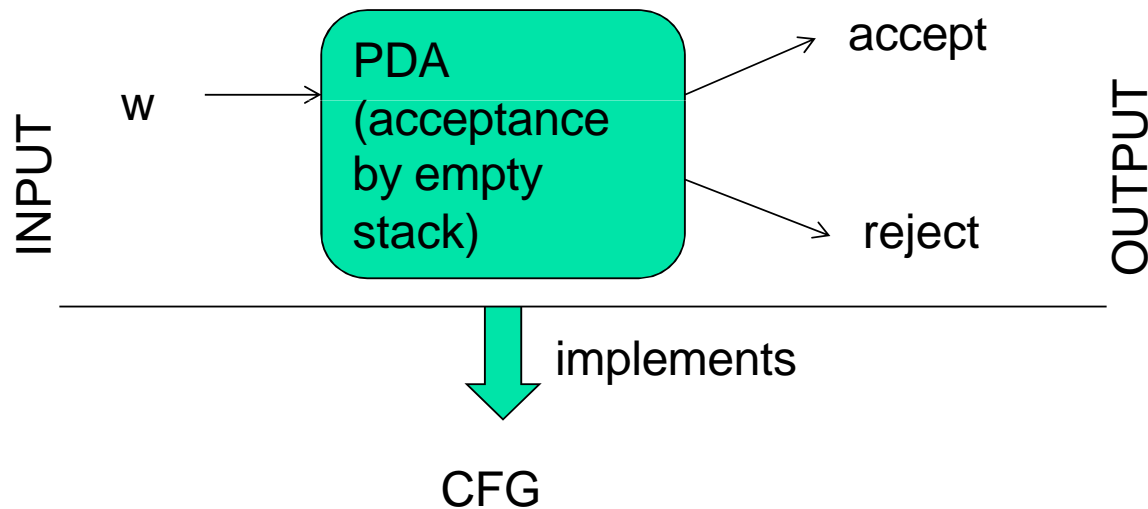 INPUT
w
PDA
(acceptance
by empty
stack)
accept
reject
OUTPUT
implements
CFG